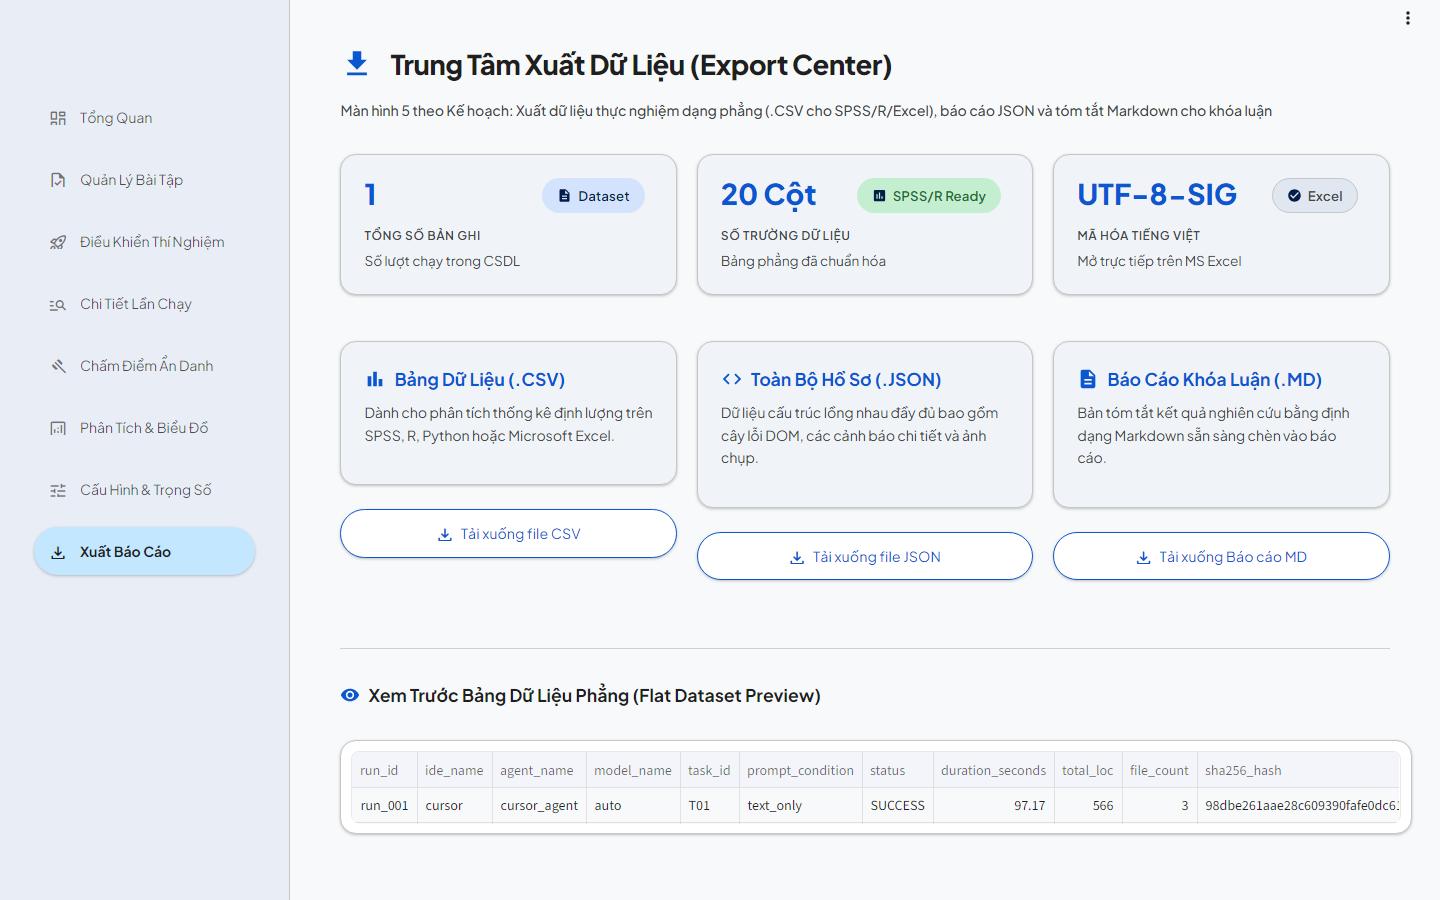 Trung Tâm Xuất Dữ Liệu (Export Center)
Màn hình 5 theo Kế hoạch: Xuất dữ liệu thực nghiệm dạng phẳng (.CSV cho SPSS/R/Excel), báo cáo JSON và tóm tắt Markdown cho khóa luận
Tổng Quan
Quản Lý Bài Tập
Điều Khiển Thí Nghiệm
Chi Tiết Lần Chạy
Chấm Điểm Ẩn Danh
Phân Tích & Biểu Đồ
Cấu Hình & Trọng Số
Xuất Báo Cáo
1
Dataset
TỔNG SỐ BẢN GHI
Số lượt chạy trong CSDL
20 Cột
SPSS/R Ready
SỐ TRƯỜNG DỮ LIỆU
Bảng phẳng đã chuẩn hóa
UTF-8-SIG
Excel
MÃ HÓA TIẾNG VIỆT
Mở trực tiếp trên MS Excel
Bảng Dữ Liệu (.CSV)
Dành cho phân tích thống kê định lượng trên
SPSS, R, Python hoặc Microsoft Excel.
Tải xuống file CSV
Toàn Bộ Hồ Sơ (.JSON)
Dữ liệu cấu trúc lồng nhau đầy đủ bao gồm
cây lỗi DOM, các cảnh báo chi tiết và ảnh
chụp.
Tải xuống file JSON
Báo Cáo Khóa Luận (.MD)
Bản tóm tắt kết quả nghiên cứu bằng định
dạng Markdown sẵn sàng chèn vào báo
cáo.
Tải xuống Báo cáo MD
Xem Trước Bảng Dữ Liệu Phẳng (Flat Dataset Preview)
run_id ide_name agent_name model_name task_id prompt_condition status duration_seconds total_loc file_count sha256_hash
run_001 cursor cursor_agent auto T01 text_only SUCCESS 97.17 566 3 98dbe261aae28c609390fafe0dc61